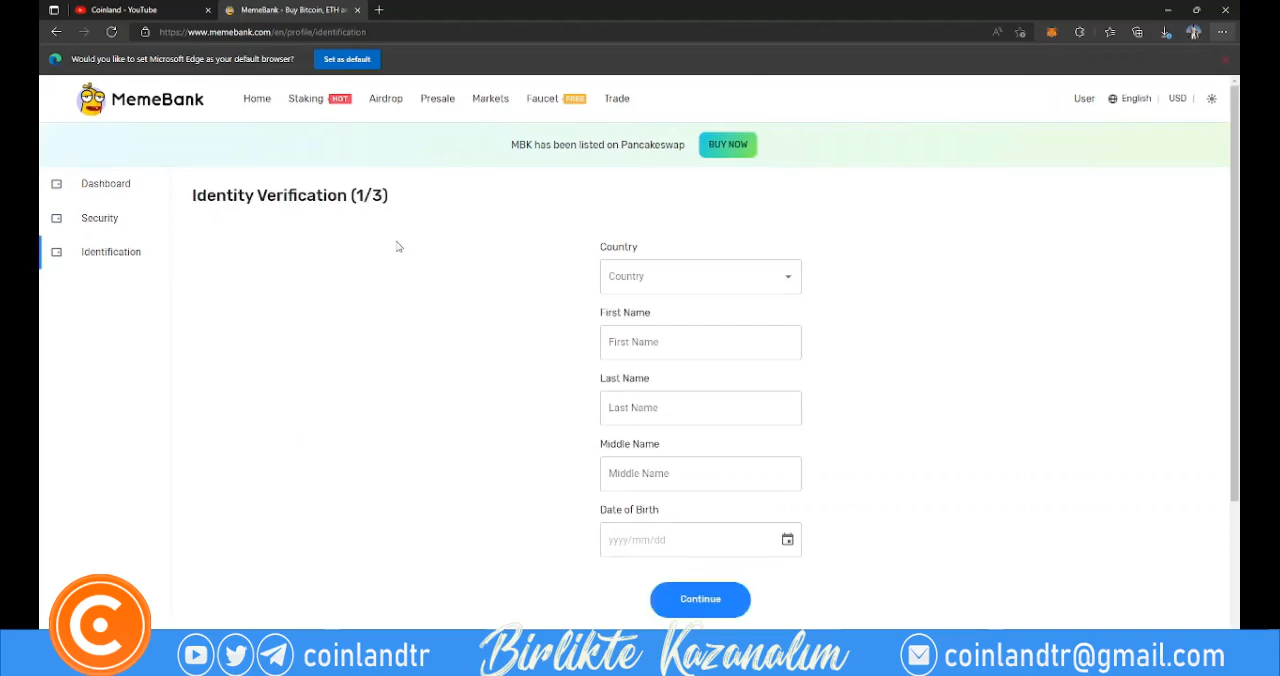 Coinland - YouTube
MemeBank - Buy Bitcoin, ETH an
https://www.memebank.com/en/profile/identification
Would you like to set Microsoft Edge as your default browser?
Set as default
MemeBank
Home
Staking HOT
Airdrop
Presale
Markets
Faucet FREE
Trade
User
English
USD
MBK has been listed on Pancakeswap
BUY NOW
Dashboard
Security
Identification
Identity Verification (1/3)
Country
Country
First Name
First Name
Last Name
Last Name
Middle Name
Middle Name
Date of Birth
yyyy/mm/dd
Continue
coinlandtr
Birlikte Kazanalım
coinlandtr@gmail.com